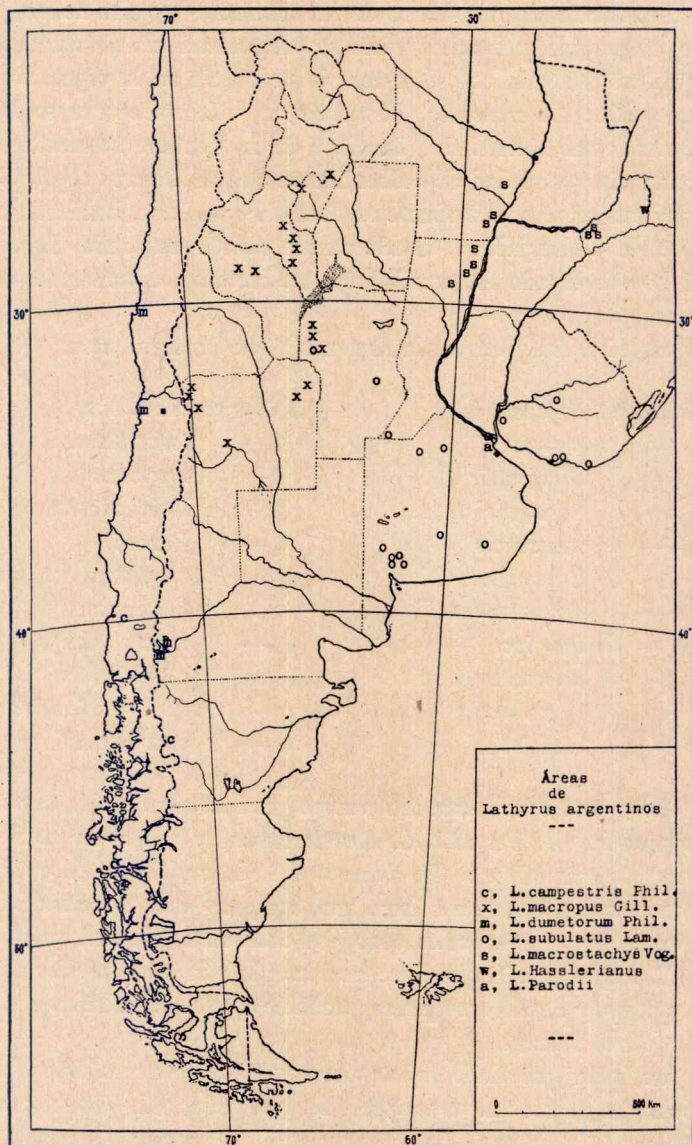 70°
30°
30°
30°
40°
40°
50°
Áreas
de
Lathyrus argentinos
---
c, L.campestris Phil.
x, L.macropus Gill.
m, L.dumetorum Phil.
o, L.subulatus Lam.
s, L.macrostachys Vog.
w, L.Hasslerianus
a, L.Parodii
---
0
500 Km
70°
60°